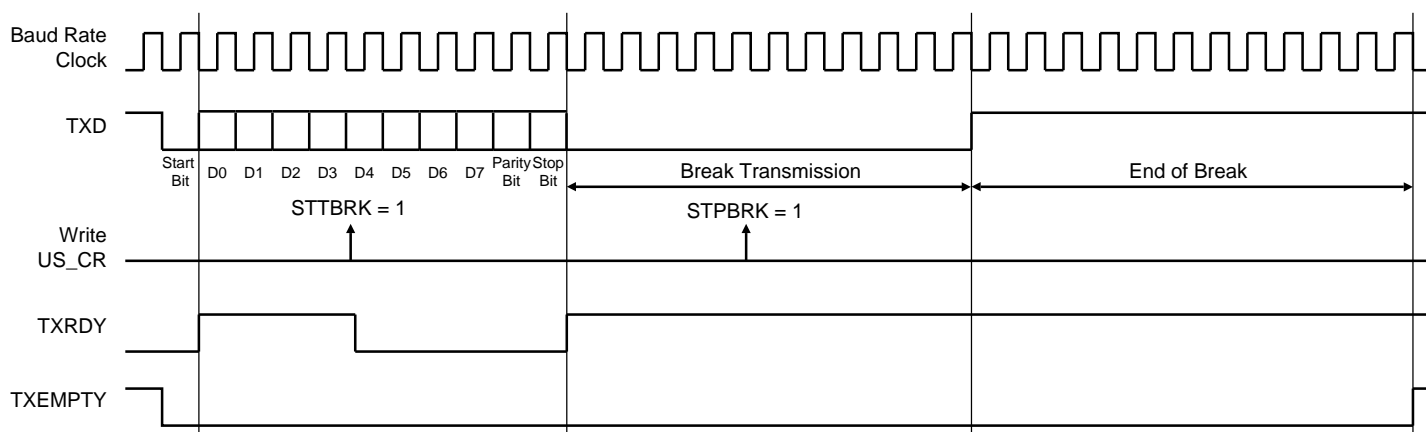 Baud Rate
Clock
TXD
Start
Bit
D0 D1 D2 D3 D4 D5 D6 D7
Parity
Bit
Stop
Bit
Break Transmission
End of Break
STTBRK = 1
STPBRK = 1
Write
US_CR
TXRDY
TXEMPTY